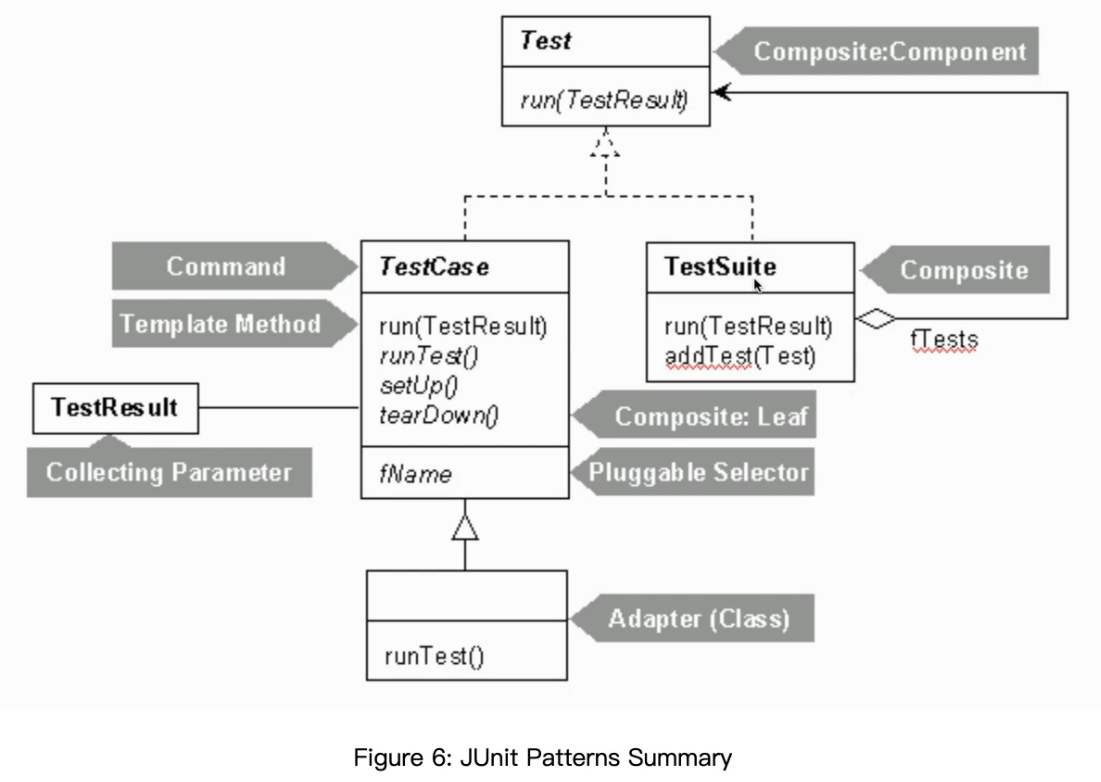 Test
Composite:Component
run(TestResult)
Command
TestCase
TestSuite
Composite
Template Method
run(TestResult)
runTest()
setUp()
tearDown()
run(TestResult)
addTest(Test)
fTests
TestResult
Composite: Leaf
Collecting Parameter
fName
Pluggable Selector
Adapter (Class)
runTest()
Figure 6: JUnit Patterns Summary